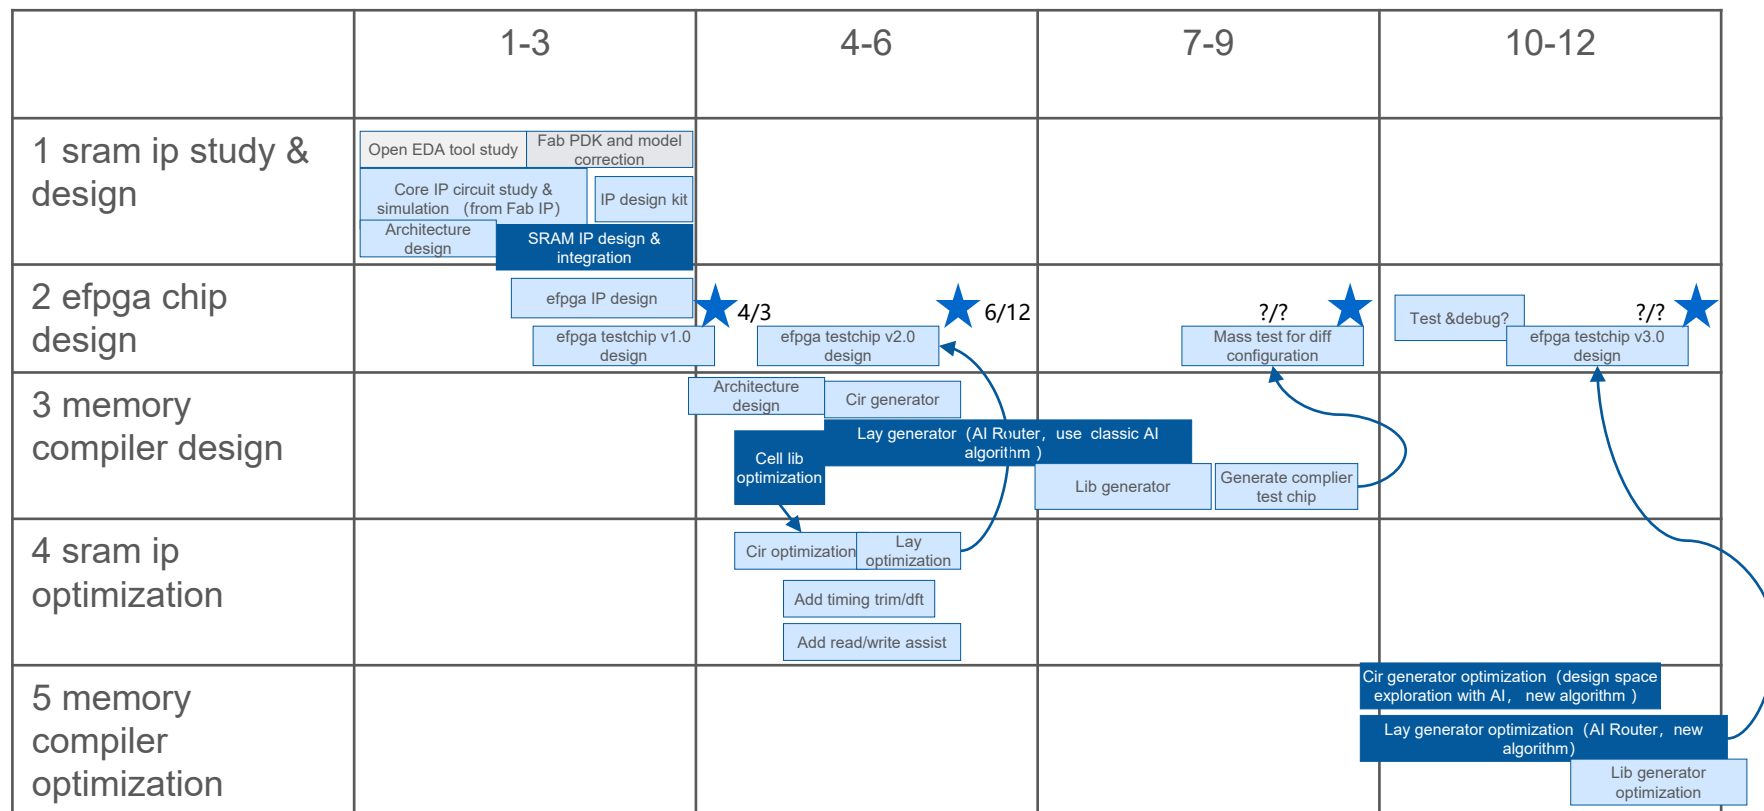 1-3
4-6
7-9
10-12
1 sram ip study &
design
Open EDA tool study
Fab PDK and model
correction
Core IP circuit study &
simulation （from Fab IP）
IP design kit
Architecture
design
SRAM IP design &
integration
2 efpga chip
design
efpga IP design
4/3
efpga testchip v1.0
design
efpga testchip v2.0
design
6/12
?/?
Mass test for diff
configuration
Test &debug?
?/?
efpga testchip v3.0
design
3 memory
compiler design
Architecture
design
Cir generator
Lay generator（AI Router，use classic AI
algorithm ）
Cell lib
optimization
Lib generator
Generate complier
test chip
4 sram ip
optimization
Cir optimization
Lay
optimization
Add timing trim/dft
Add read/write assist
5 memory
compiler
optimization
Cir generator optimization（design space
exploration with AI， new algorithm ）
Lay generator optimization（AI Router，new
algorithm）
Lib generator
optimization